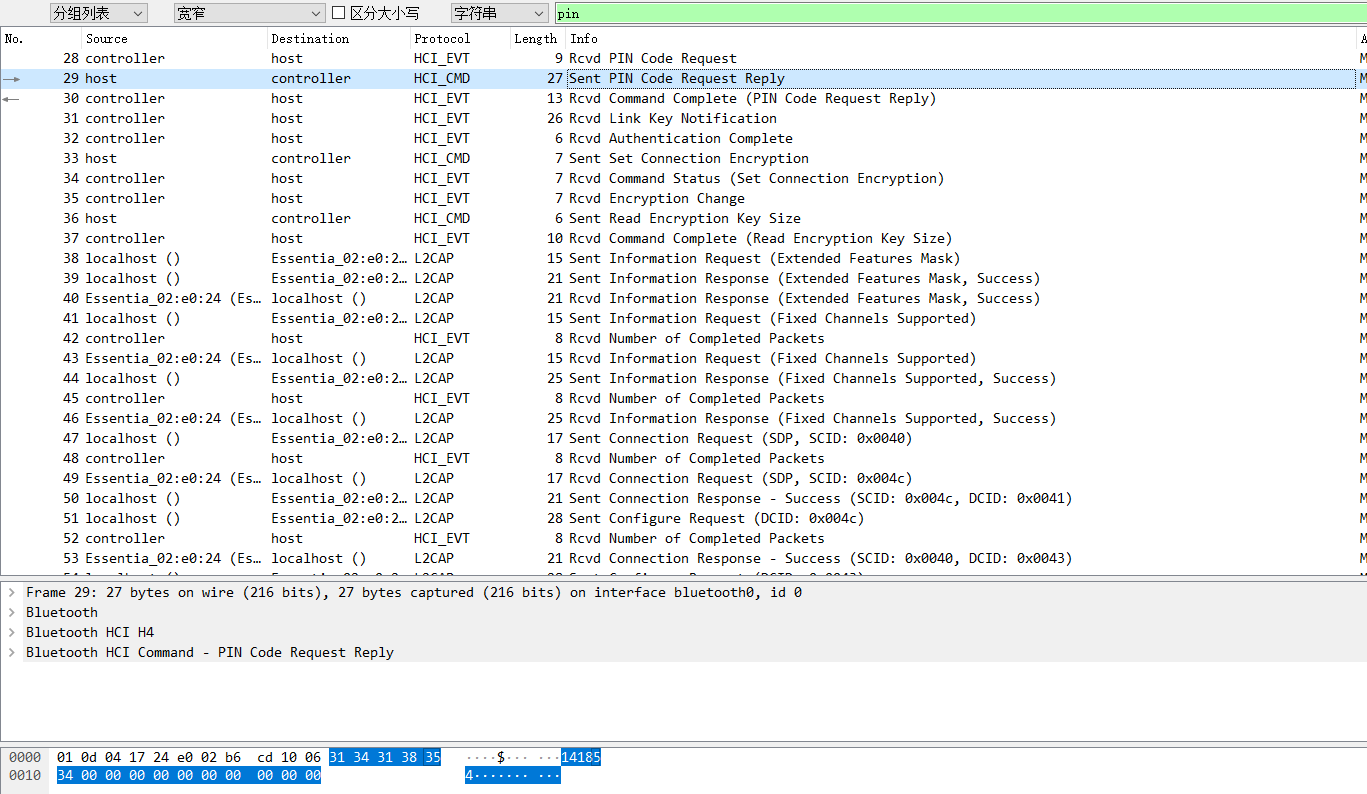 分组列表 宽窄 区分大小写 字符串 pin
No. Source Destination Protocol Length Info A
28 controller host HCI_EVT 9 Rcvd PIN Code Request M
29 host controller HCI_CMD 27 Sent PIN Code Request Reply M
30 controller host HCI_EVT 13 Rcvd Command Complete (PIN Code Request Reply) M
31 controller host HCI_EVT 26 Rcvd Link Key Notification M
32 controller host HCI_EVT 6 Rcvd Authentication Complete M
33 host controller HCI_CMD 7 Sent Set Connection Encryption M
34 controller host HCI_EVT 7 Rcvd Command Status (Set Connection Encryption) M
35 controller host HCI_EVT 7 Rcvd Encryption Change M
36 host controller HCI_CMD 6 Sent Read Encryption Key Size M
37 controller host HCI_EVT 10 Rcvd Command Complete (Read Encryption Key Size) M
38 localhost () Essentia_02:e0:2… L2CAP 15 Sent Information Request (Extended Features Mask) M
39 localhost () Essentia_02:e0:2… L2CAP 21 Sent Information Response (Extended Features Mask, Success) M
40 Essentia_02:e0:24 (Es… localhost () L2CAP 21 Rcvd Information Response (Extended Features Mask, Success) M
41 localhost () Essentia_02:e0:2… L2CAP 15 Sent Information Request (Fixed Channels Supported) M
42 controller host HCI_EVT 8 Rcvd Number of Completed Packets M
43 Essentia_02:e0:24 (Es… localhost () L2CAP 15 Rcvd Information Request (Fixed Channels Supported) M
44 localhost () Essentia_02:e0:2… L2CAP 25 Sent Information Response (Fixed Channels Supported, Success) M
45 controller host HCI_EVT 8 Rcvd Number of Completed Packets M
46 Essentia_02:e0:24 (Es… localhost () L2CAP 25 Rcvd Information Response (Fixed Channels Supported, Success) M
47 localhost () Essentia_02:e0:2… L2CAP 17 Sent Connection Request (SDP, SCID: 0x0040) M
48 controller host HCI_EVT 8 Rcvd Number of Completed Packets M
49 Essentia_02:e0:24 (Es… localhost () L2CAP 17 Rcvd Connection Request (SDP, SCID: 0x004c) M
50 localhost () Essentia_02:e0:2… L2CAP 21 Sent Connection Response - Success (SCID: 0x004c, DCID: 0x0041) M
51 localhost () Essentia_02:e0:2… L2CAP 28 Sent Configure Request (DCID: 0x004c) M
52 controller host HCI_EVT 8 Rcvd Number of Completed Packets M
53 Essentia_02:e0:24 (Es… localhost () L2CAP 21 Rcvd Connection Response - Success (SCID: 0x0040, DCID: 0x0043) M
Frame 29: 27 bytes on wire (216 bits), 27 bytes captured (216 bits) on interface bluetooth0, id 0
Bluetooth
Bluetooth HCI H4
Bluetooth HCI Command - PIN Code Request Reply
0000 01 0d 04 17 24 e0 02 b6 cd 10 06 31 34 31 38 35 ····$··· ···14185
0010 34 00 00 00 00 00 00 00 00 00 00 4······· ···